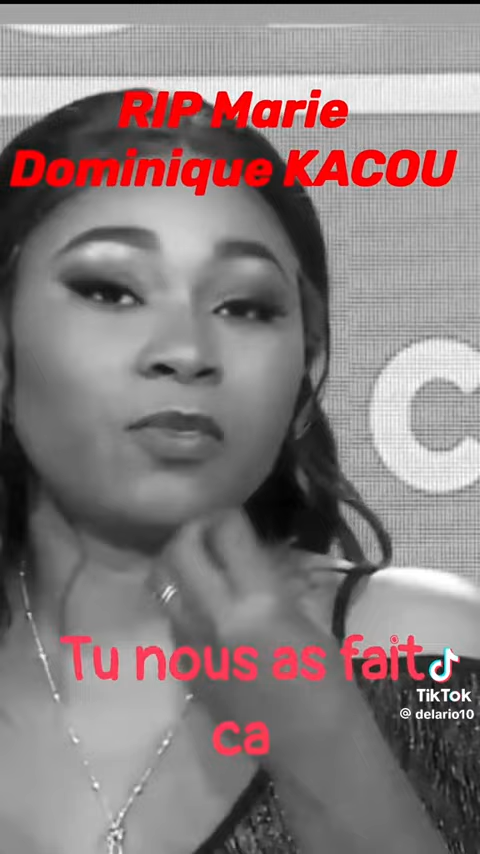 RIP Marie
Dominique KACOU
C
Tu nous as fait
ca
TikTok
@ delario10